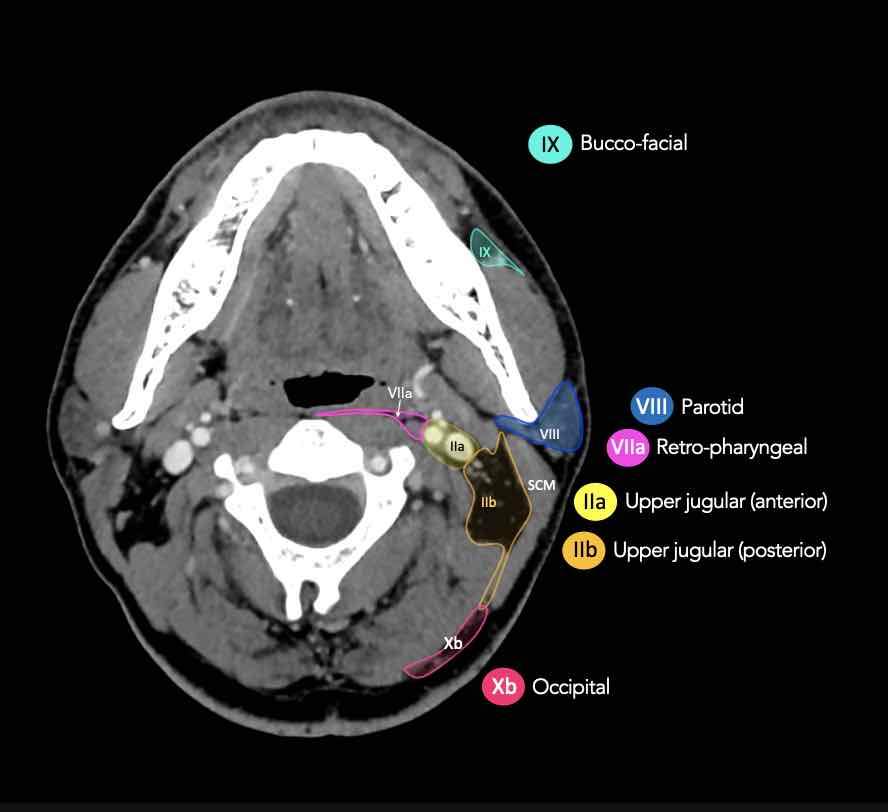 IX Bucco-facial
IX
VIIa
VIII Parotid
VIII
IIa
VIIa Retro-pharyngeal
SCM
IIb
IIa Upper jugular (anterior)
IIb Upper jugular (posterior)
Xb
Xb Occipital